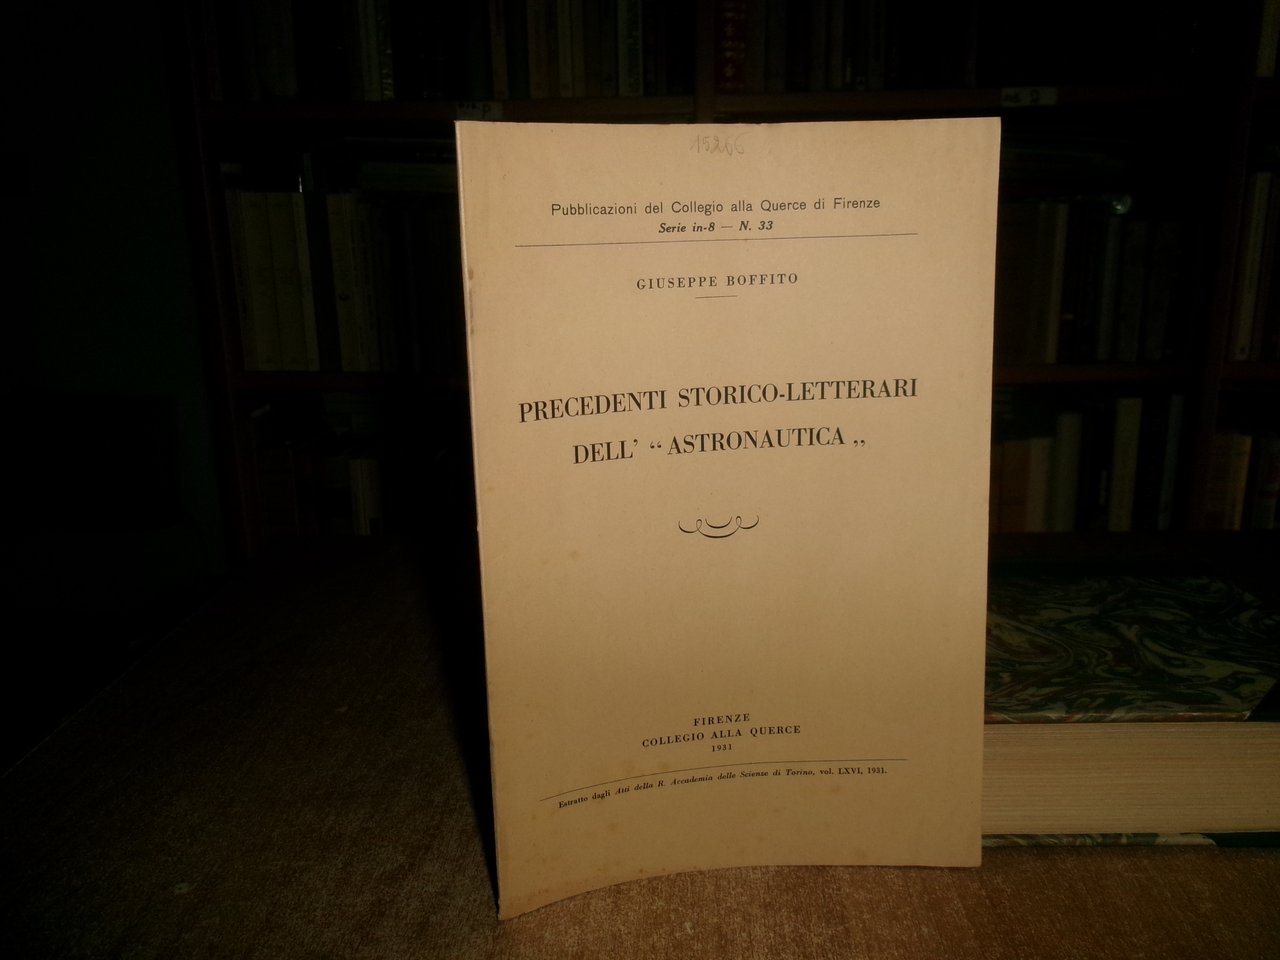 15266
Pubblicazioni del Collegio alla Querce di Firenze
Serie in-8 — N. 33
GIUSEPPE BOFFITO
PRECEDENTI STORICO-LETTERARI
DELL' “ ASTRONAUTICA „
FIRENZE
COLLEGIO ALLA QUERCE
1931
Estratto dagli Atti della R. Accademia delle Scienze di Torino, vol. LXVI, 1931.